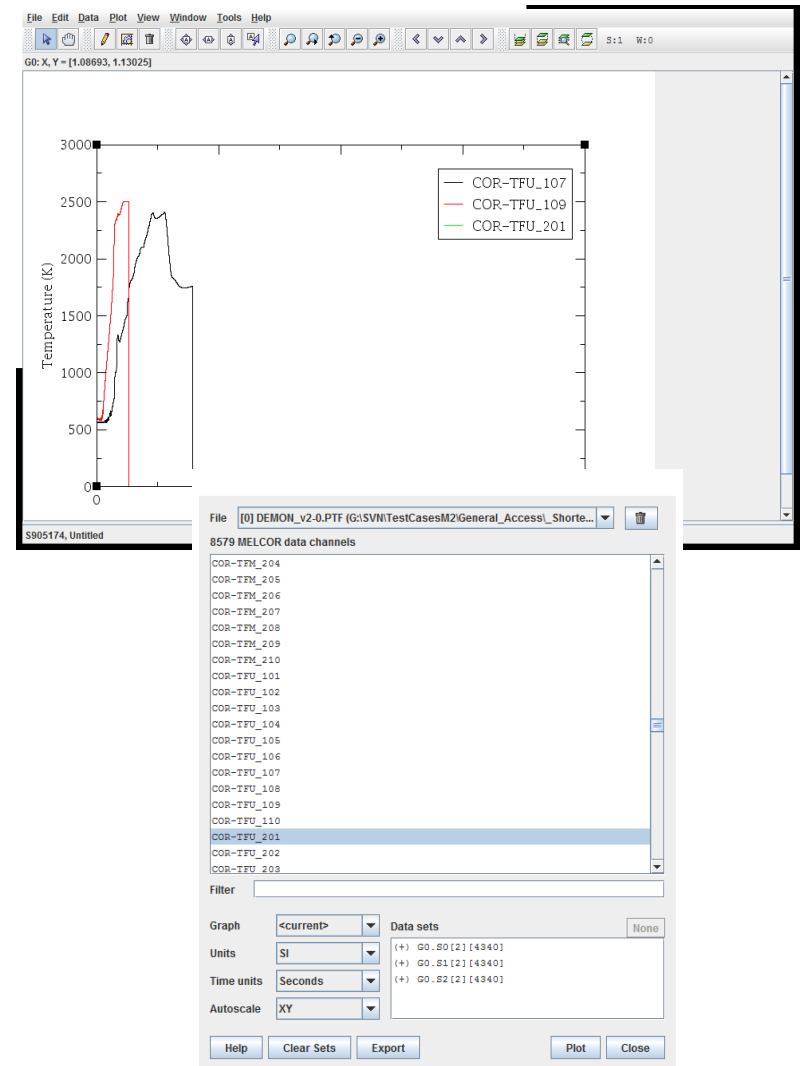 File Edit Data Plot View Window Tools Help
S:1 W:0
G0: X, Y = [1.08693, 1.13025]
3000
2500
2000
1500
1000
500
0
0
Temperature (K)
COR-TFU_107
COR-TFU_109
COR-TFU_201
S905174, Untitled
File [0] DEMON_v2-0.PTF (G:\SVN\TestCasesM2\General_Access\_Shorte...
8579 MELCOR data channels
COR-TFM_204
COR-TFM_205
COR-TFM_206
COR-TFM_207
COR-TFM_208
COR-TFM_209
COR-TFM_210
COR-TFU_101
COR-TFU_102
COR-TFU_103
COR-TFU_104
COR-TFU_105
COR-TFU_106
COR-TFU_107
COR-TFU_108
COR-TFU_109
COR-TFU_110
COR-TFU_201
COR-TFU_202
COR-TFU_203
Filter
Graph <current>
Units SI
Time units Seconds
Autoscale XY
Data sets None
(+) G0.S0[2][4340]
(+) G0.S1[2][4340]
(+) G0.S2[2][4340]
Help Clear Sets Export Plot Close